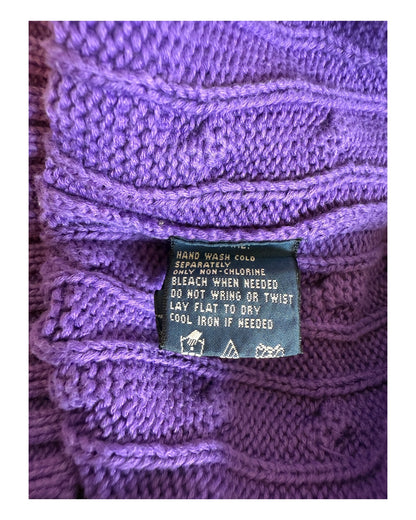 HAND WASH COLD
SEPARATELY
ONLY NON-CHLORINE
BLEACH WHEN NEEDED
DO NOT WRING OR TWIST
LAY FLAT TO DRY
COOL IRON IF NEEDED